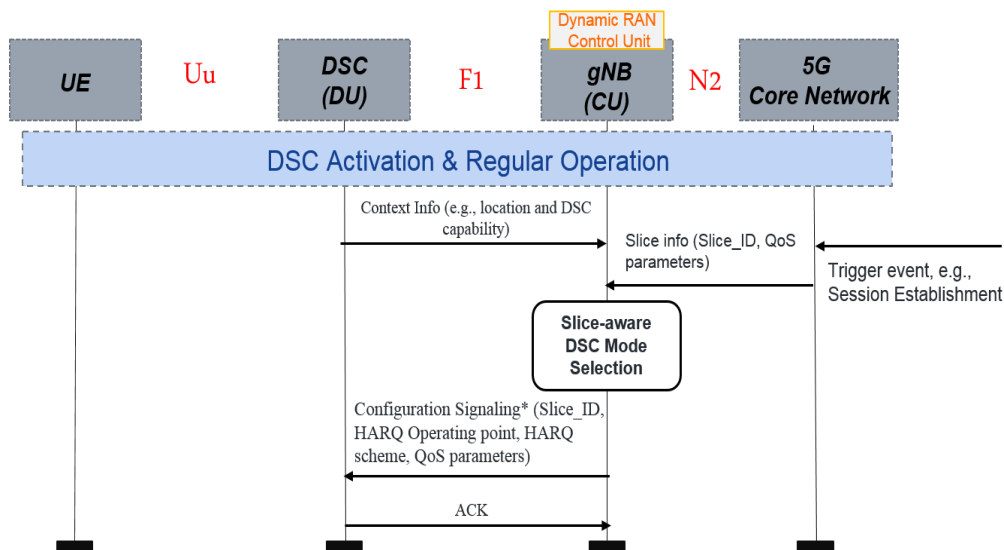 Dynamic RAN
Control Unit
UE
Uu
DSC
(DU)
F1
gNB
(CU)
N2
5G
Core Network
DSC Activation & Regular Operation
Context Info (e.g., location and DSC
capability)
Slice info (Slice_ID, QoS
parameters)
Trigger event, e.g.,
Session Establishment
Slice-aware
DSC Mode
Selection
Configuration Signaling* (Slice_ID,
HARQ Operating point, HARQ
scheme, QoS parameters)
ACK